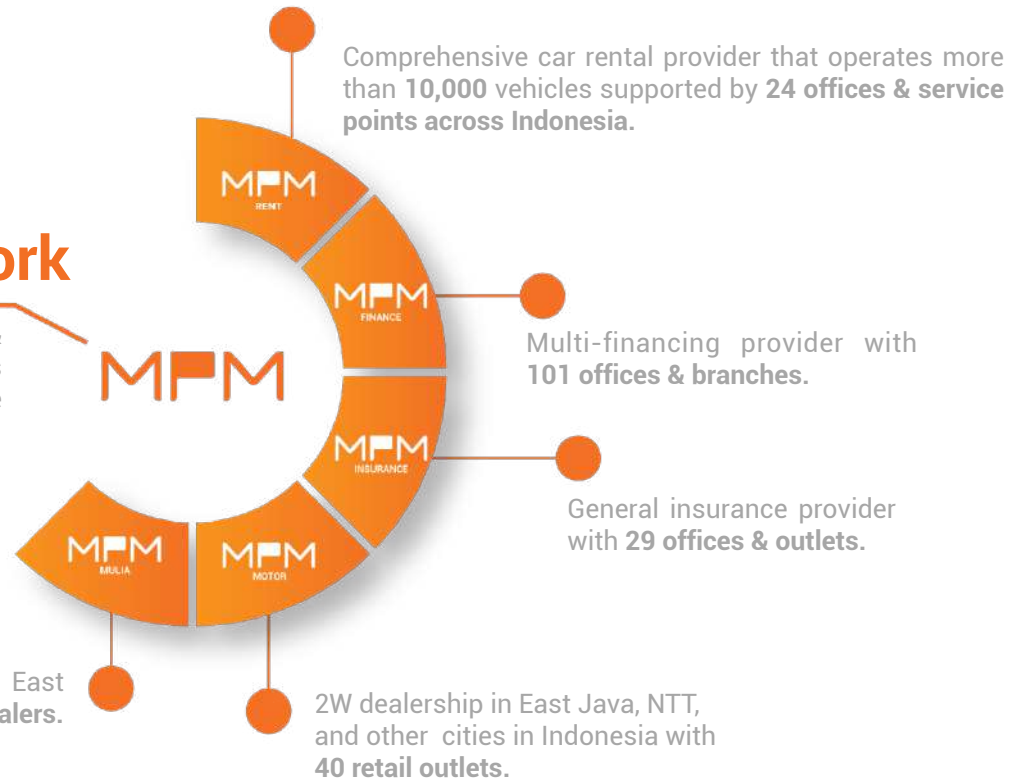 Comprehensive car rental provider that operates more
than 10,000 vehicles supported by 24 offices & service
points across Indonesia.
MPM
RENT
MPM
FINANCE
Multi-financing provider with
101 offices & branches.
MPM
MPM
INSURANCE
General insurance provider
with 29 offices & outlets.
MPM
MULIA
MPM
MOTOR
East
2W dealership in East Java, NTT,
and other cities in Indonesia with
40 retail outlets.